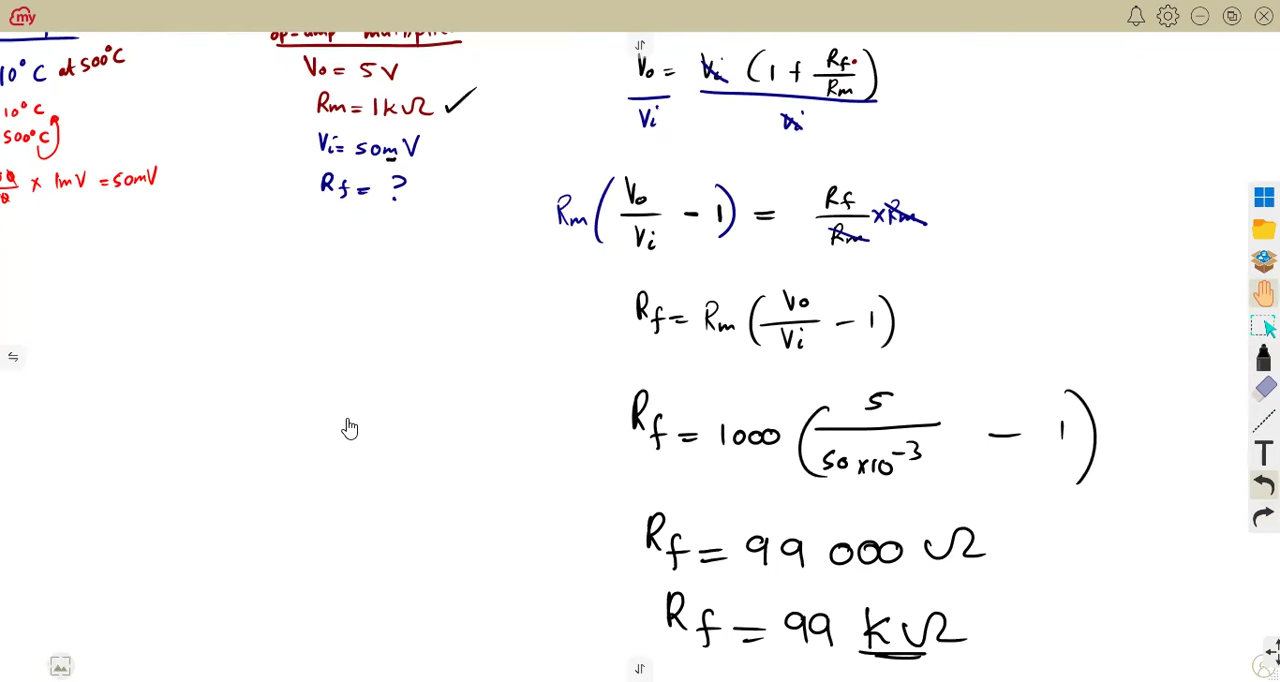 my
10°C at 500°C
10°C
500°C
x 1mV = 50mV
op-amp
Vo = 5V
Rm = 1kΩ ✓
Vi = 50mV
Rf = ?
Vo/Vi = Vi (1 + Rf/Rm)/Vi
Rm (Vo/Vi - 1) = Rf/Rm x Rm
Rf = Rm (Vo/Vi - 1)
Rf = 1000 (5/50x10⁻³ - 1)
Rf = 99 000 Ω
Rf = 99 kΩ
T